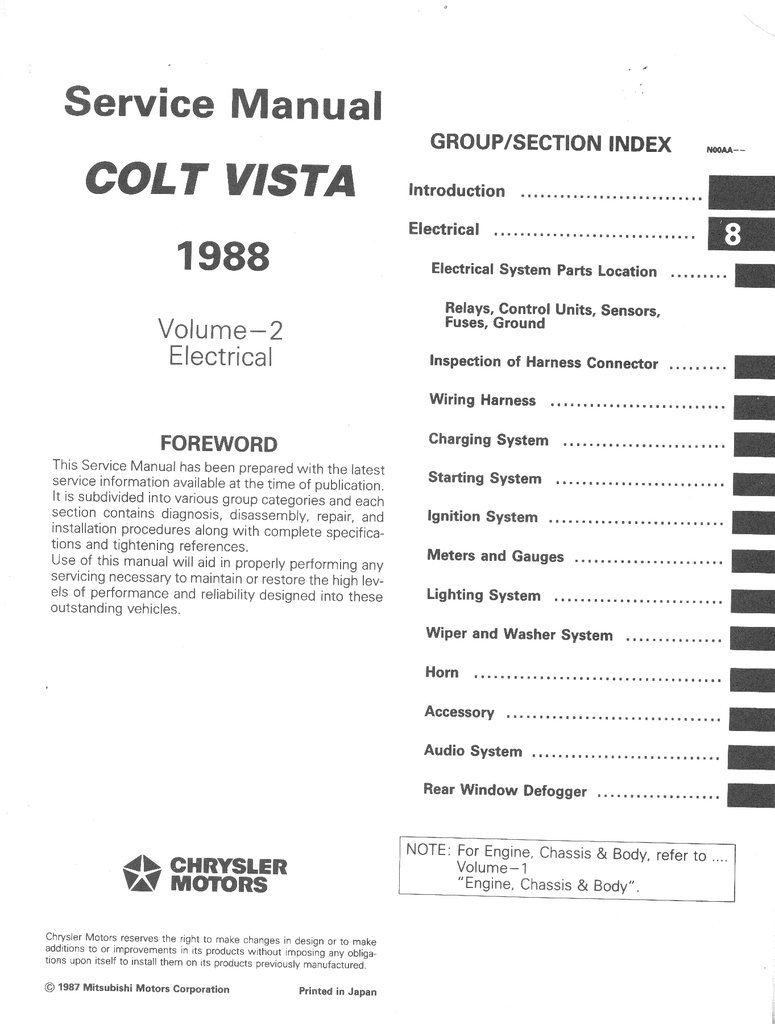 Service Manual
COLT VISTA
1988
Volume–2
Electrical
FOREWORD
This Service Manual has been prepared with the latest
service information available at the time of publication.
It is subdivided into various group categories and each
section contains diagnosis, disassembly, repair, and
installation procedures along with complete specifica-
tions and tightening references.
Use of this manual will aid in properly performing any
servicing necessary to maintain or restore the high lev-
els of performance and reliability designed into these
outstanding vehicles.
CHRYSLER
MOTORS
Chrysler Motors reserves the right to make changes in design or to make
additions to or improvements in its products without imposing any obliga-
tions upon itself to install them on its products previously manufactured.
© 1987 Mitsubishi Motors Corporation Printed in Japan
GROUP/SECTION INDEX N00AA––
Introduction ............................
Electrical ............................... 8
Electrical System Parts Location .........
Relays, Control Units, Sensors,
Fuses, Ground
Inspection of Harness Connector .........
Wiring Harness ...........................
Charging System .........................
Starting System ..........................
Ignition System ...........................
Meters and Gauges .......................
Lighting System ..........................
Wiper and Washer System ...............
Horn ......................................
Accessory .................................
Audio System .............................
Rear Window Defogger ...................
NOTE: For Engine, Chassis & Body, refer to ....
Volume–1
"Engine, Chassis & Body".